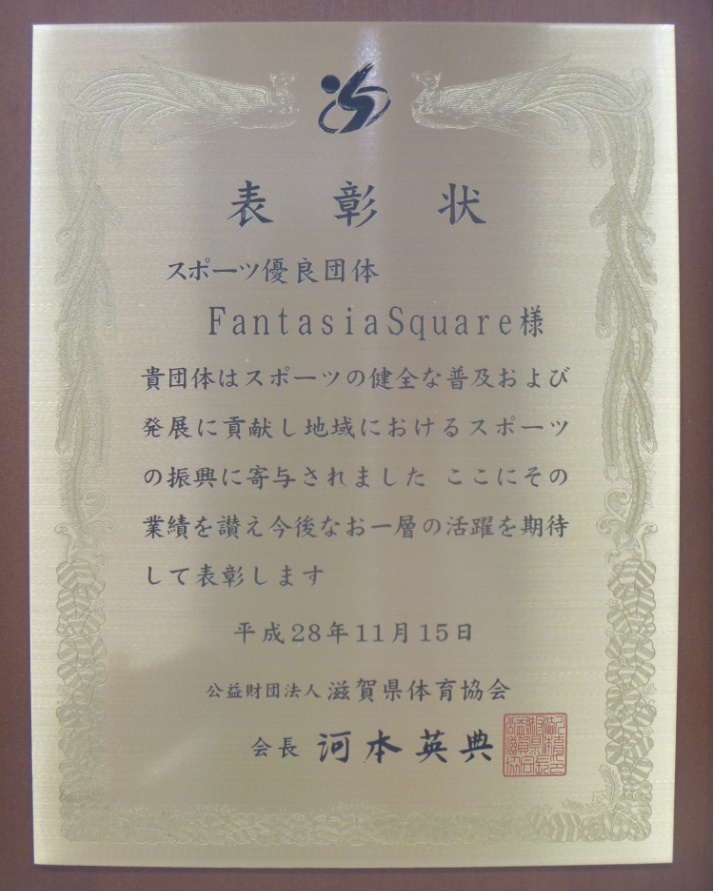 表彰状
スポーツ優良団体
FantasiaSquare様
貴団体はスポーツの健全な普及および
発展に貢献し地域におけるスポーツ
の振興に寄与されました ここにその
業績を讃え今後なお一層の活躍を期待
して表彰します
平成28年11月15日
公益財団法人 滋賀県体育協会
会長 河本英典